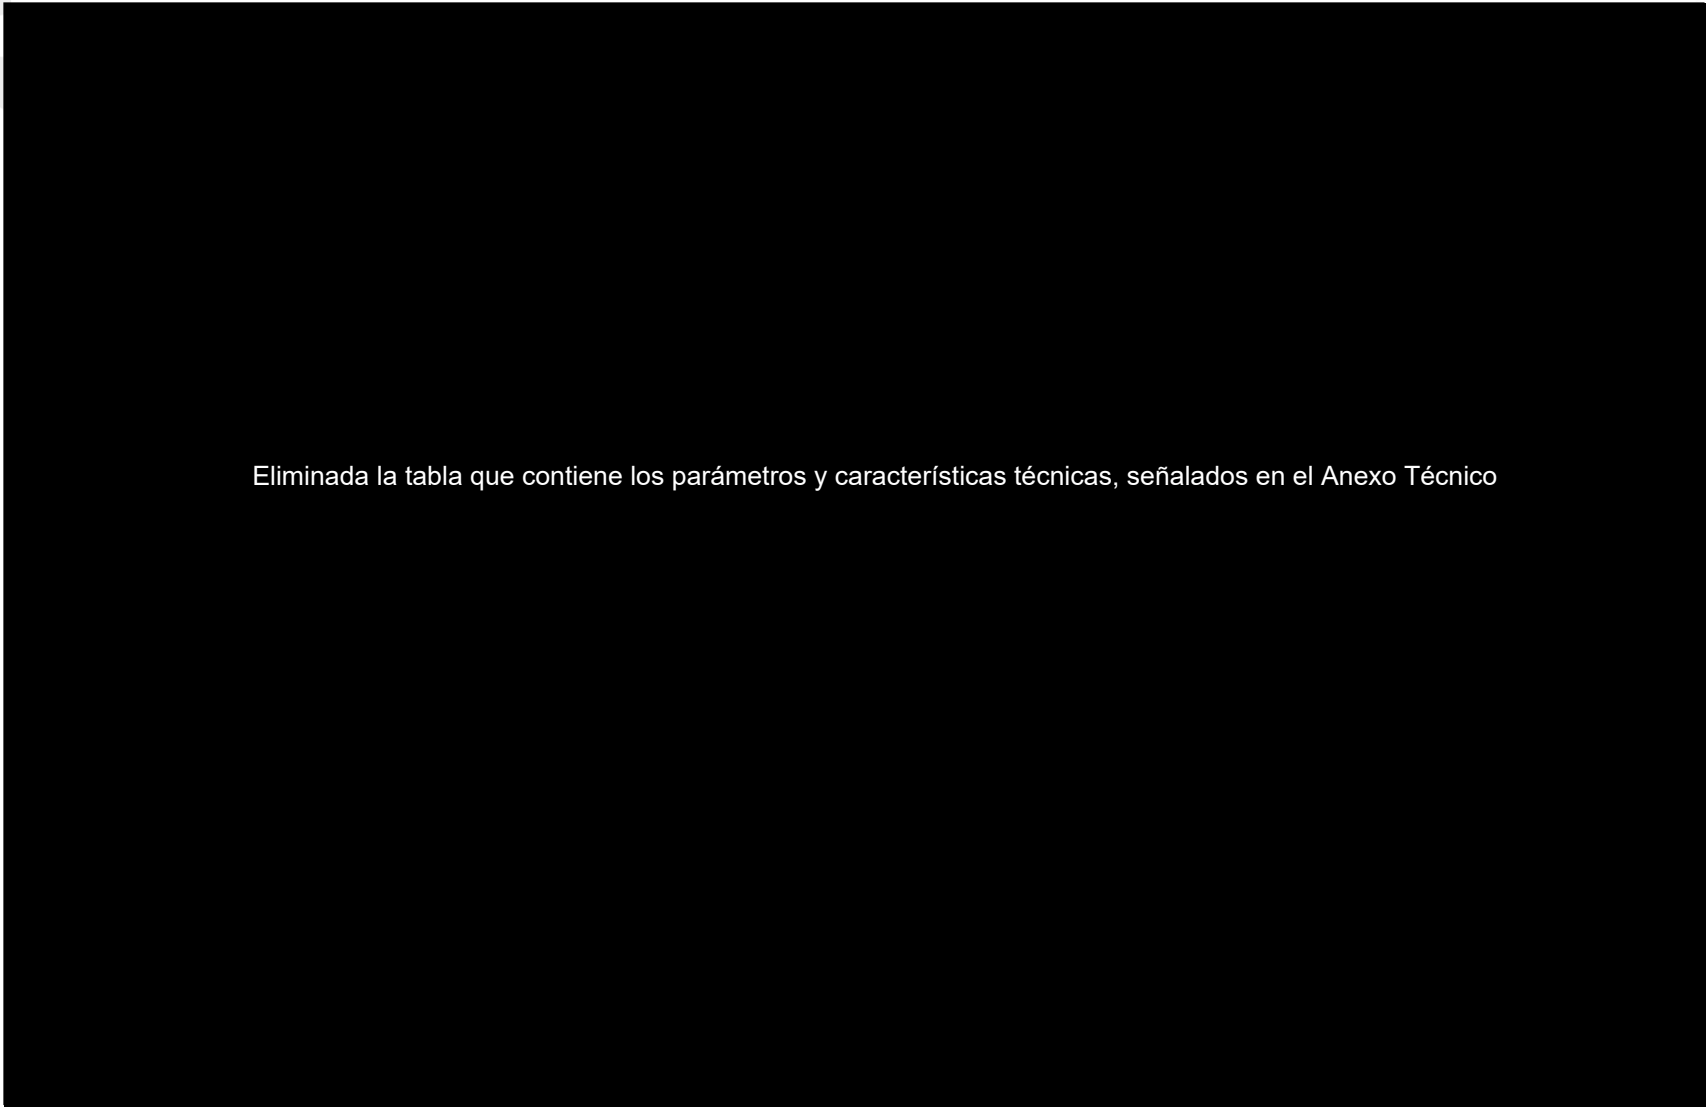 Eliminada la tabla que contiene los parámetros y características técnicas, señalados en el Anexo Técnico